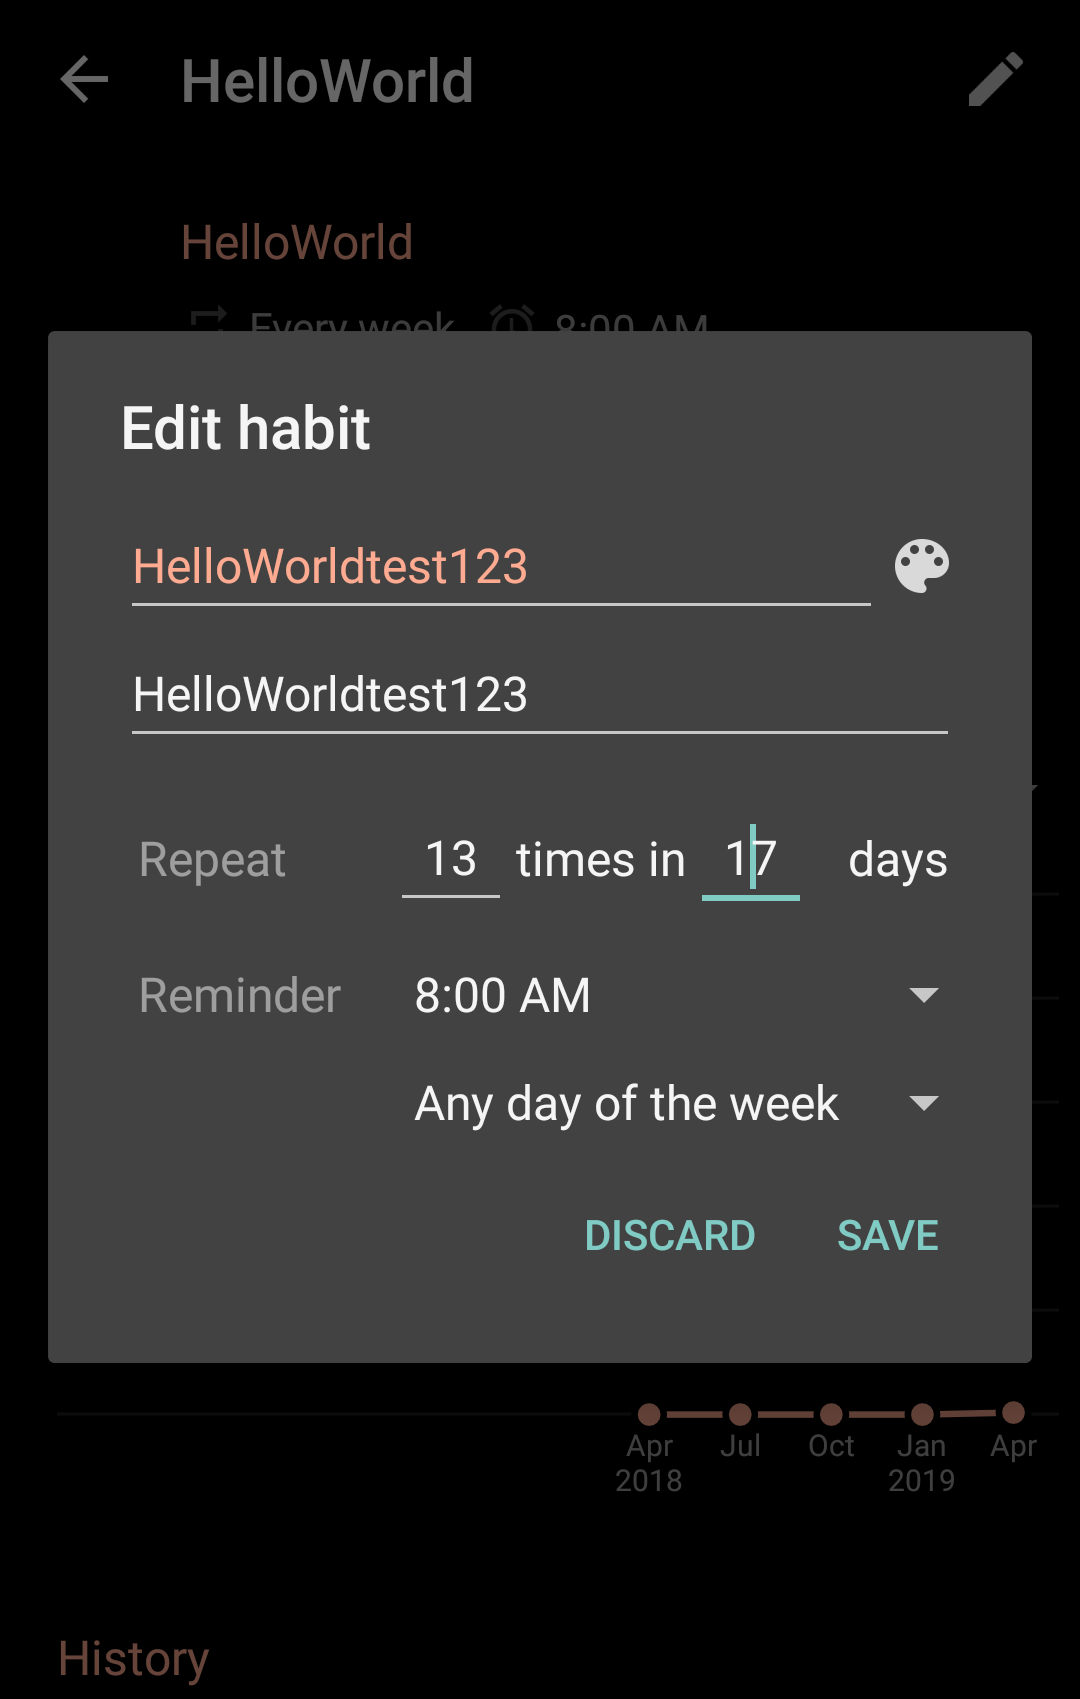 HelloWorld
HelloWorld
Every week 8:00 AM
Edit habit
HelloWorldtest123
HelloWorldtest123
Repeat 13 times in 17 days
Reminder 8:00 AM
Any day of the week
DISCARD SAVE
Apr Jul Oct Jan Apr
2018 2019
History